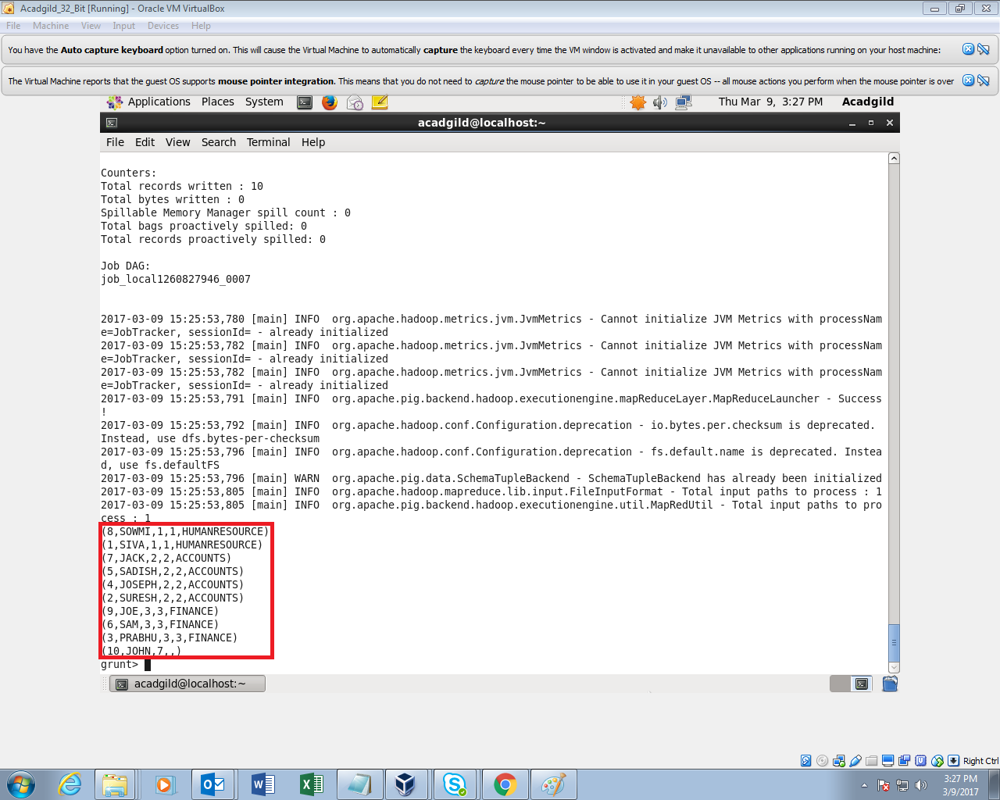 Acadgild_32_Bit [Running] - Oracle VM VirtualBox
File Machine View Input Devices Help
You have the Auto capture keyboard option turned on. This will cause the Virtual Machine to automatically capture the keyboard every time the VM window is activated and make it unavailable to other applications running on your host machine:
The Virtual Machine reports that the guest OS supports mouse pointer integration. This means that you do not need to capture the mouse pointer to be able to use it in your guest OS -- all mouse actions you perform when the mouse pointer is over
Applications Places System Thu Mar 9, 3:27 PM Acadgild
acadgild@localhost:~
File Edit View Search Terminal Help
Counters:
Total records written : 10
Total bytes written : 0
Spillable Memory Manager spill count : 0
Total bags proactively spilled: 0
Total records proactively spilled: 0
Job DAG:
job_local1260827946_0007
2017-03-09 15:25:53,780 [main] INFO  org.apache.hadoop.metrics.jvm.JvmMetrics - Cannot initialize JVM Metrics with processNam
e=JobTracker, sessionId= - already initialized
2017-03-09 15:25:53,782 [main] INFO  org.apache.hadoop.metrics.jvm.JvmMetrics - Cannot initialize JVM Metrics with processNam
e=JobTracker, sessionId= - already initialized
2017-03-09 15:25:53,782 [main] INFO  org.apache.hadoop.metrics.jvm.JvmMetrics - Cannot initialize JVM Metrics with processNam
e=JobTracker, sessionId= - already initialized
2017-03-09 15:25:53,791 [main] INFO  org.apache.pig.backend.hadoop.executionengine.mapReduceLayer.MapReduceLauncher - Success
!
2017-03-09 15:25:53,792 [main] INFO  org.apache.hadoop.conf.Configuration.deprecation - io.bytes.per.checksum is deprecated.
Instead, use dfs.bytes-per-checksum
2017-03-09 15:25:53,796 [main] INFO  org.apache.hadoop.conf.Configuration.deprecation - fs.default.name is deprecated. Instea
d, use fs.defaultFS
2017-03-09 15:25:53,796 [main] WARN  org.apache.pig.data.SchemaTupleBackend - SchemaTupleBackend has already been initialized
2017-03-09 15:25:53,805 [main] INFO  org.apache.hadoop.mapreduce.lib.input.FileInputFormat - Total input paths to process : 1
2017-03-09 15:25:53,805 [main] INFO  org.apache.pig.backend.hadoop.executionengine.util.MapRedUtil - Total input paths to pro
cess : 1
(8,SOWMI,1,1,HUMANRESOURCE)
(1,SIVA,1,1,HUMANRESOURCE)
(7,JACK,2,2,ACCOUNTS)
(5,SADISH,2,2,ACCOUNTS)
(4,JOSEPH,2,2,ACCOUNTS)
(2,SURESH,2,2,ACCOUNTS)
(9,JOE,3,3,FINANCE)
(6,SAM,3,3,FINANCE)
(3,PRABHU,3,3,FINANCE)
(10,JOHN,7,,)
grunt>
acadgild@localhost:~
Right Ctrl
3:27 PM
3/9/2017